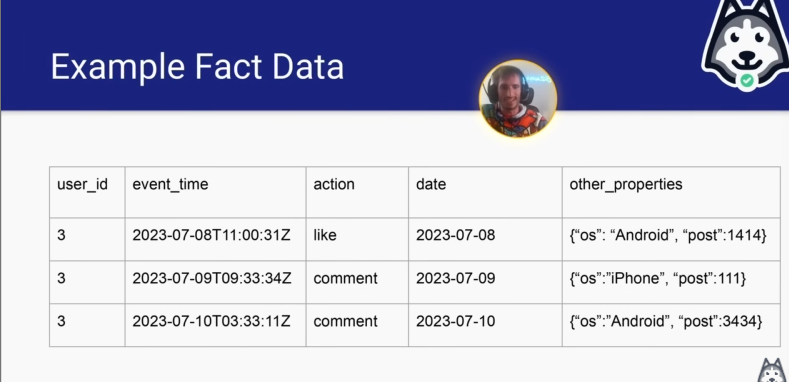 Example Fact Data
user_id event_time action date other_properties
3 2023-07-08T11:00:31Z like 2023-07-08 {“os”: “Android”, “post”:1414}
3 2023-07-09T09:33:34Z comment 2023-07-09 {“os”:”iPhone”, “post”:111}
3 2023-07-10T03:33:11Z comment 2023-07-10 {“os”:”Android”, “post”:3434}